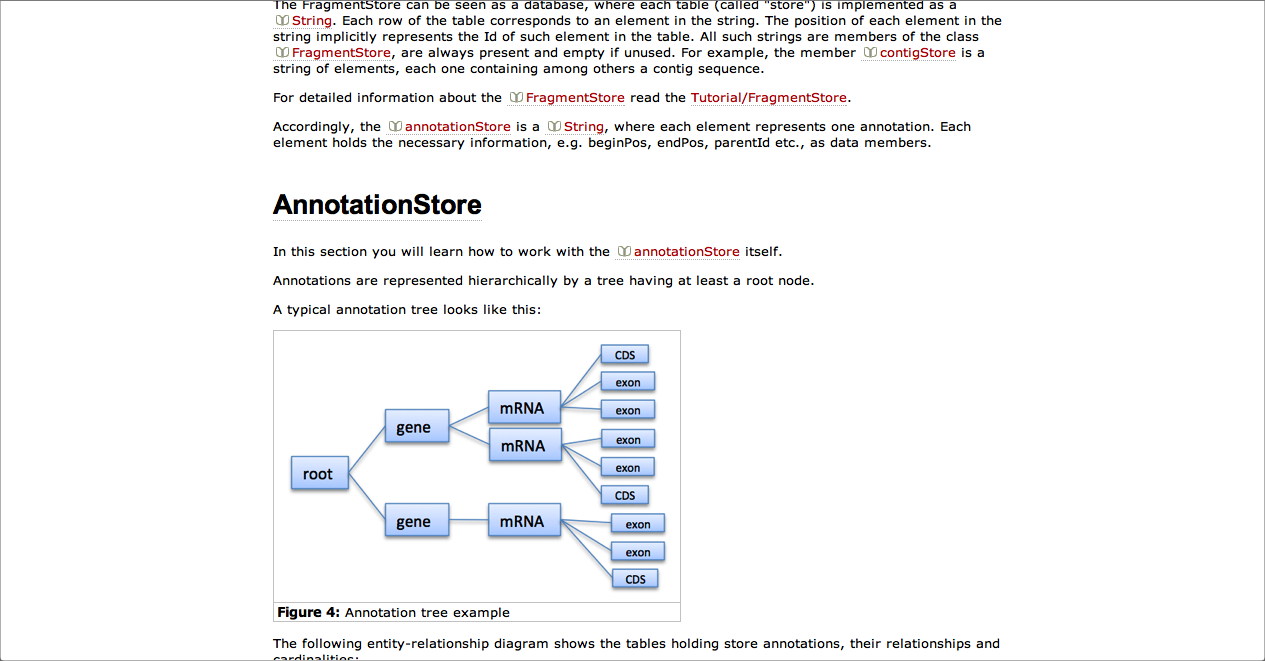 The FragmentStore can be seen as a database, where each table (called "store") is implemented as a
String. Each row of the table corresponds to an element in the string. The position of each element in the
string implicitly represents the Id of such element in the table. All such strings are members of the class
FragmentStore, are always present and empty if unused. For example, the member contigStore is a
string of elements, each one containing among others a contig sequence.
For detailed information about the FragmentStore read the Tutorial/FragmentStore.
Accordingly, the annotationStore is a String, where each element represents one annotation. Each
element holds the necessary information, e.g. beginPos, endPos, parentId etc., as data members.
AnnotationStore
In this section you will learn how to work with the annotationStore itself.
Annotations are represented hierarchically by a tree having at least a root node.
A typical annotation tree looks like this:
root
gene
gene
mRNA
mRNA
mRNA
CDS
exon
exon
exon
exon
CDS
exon
exon
CDS
Figure 4: Annotation tree example
The following entity-relationship diagram shows the tables holding store annotations, their relationships and
cardinalities: